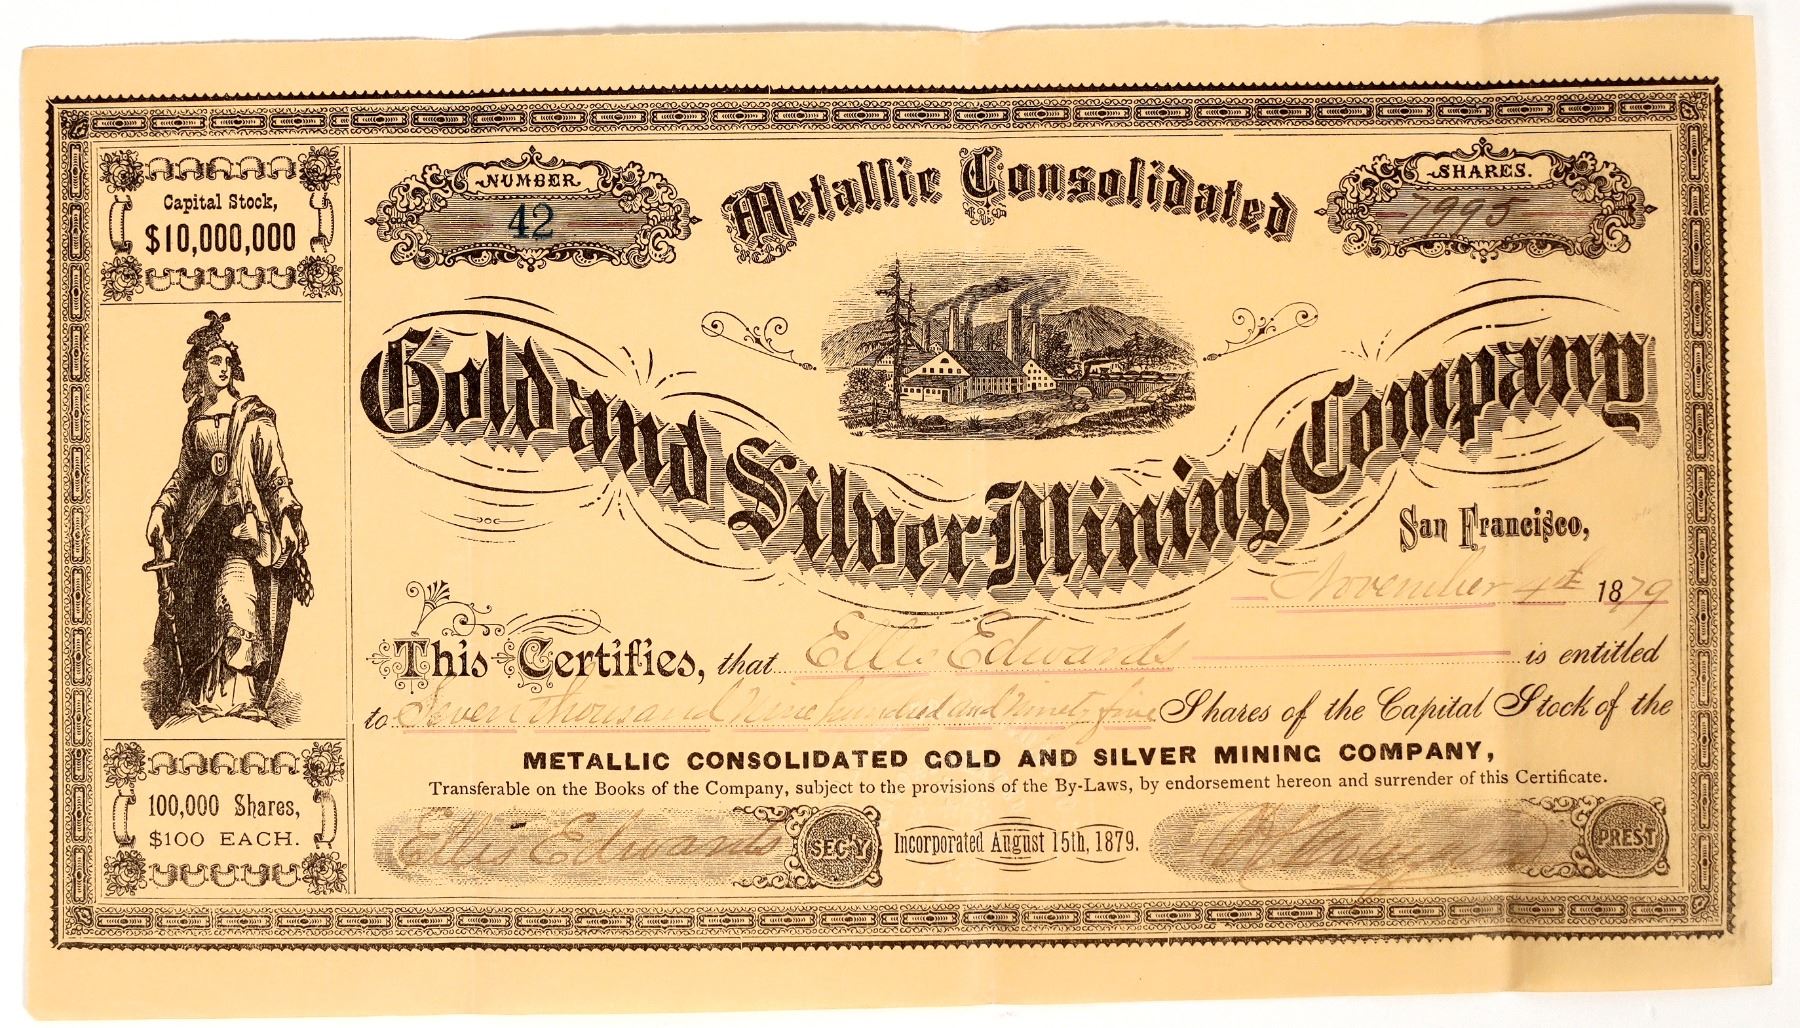 Capital Stock,
$10,000,000
NUMBER
42
Metallic Consolidated
SHARES.
7995
Gold and Silver Mining Company
San Francisco,
November 4th 1879
This Certifies, that Ellis Edwards is entitled
to Seven thousand Nine hundred and Ninety five Shares of the Capital Stock of the
METALLIC CONSOLIDATED GOLD AND SILVER MINING COMPANY,
Transferable on the Books of the Company, subject to the provisions of the By-Laws, by endorsement hereon and surrender of this Certificate.
100,000 Shares,
$100 EACH.
Ellis Edwards SEC'Y
Incorporated August 15th, 1879.
PREST
US